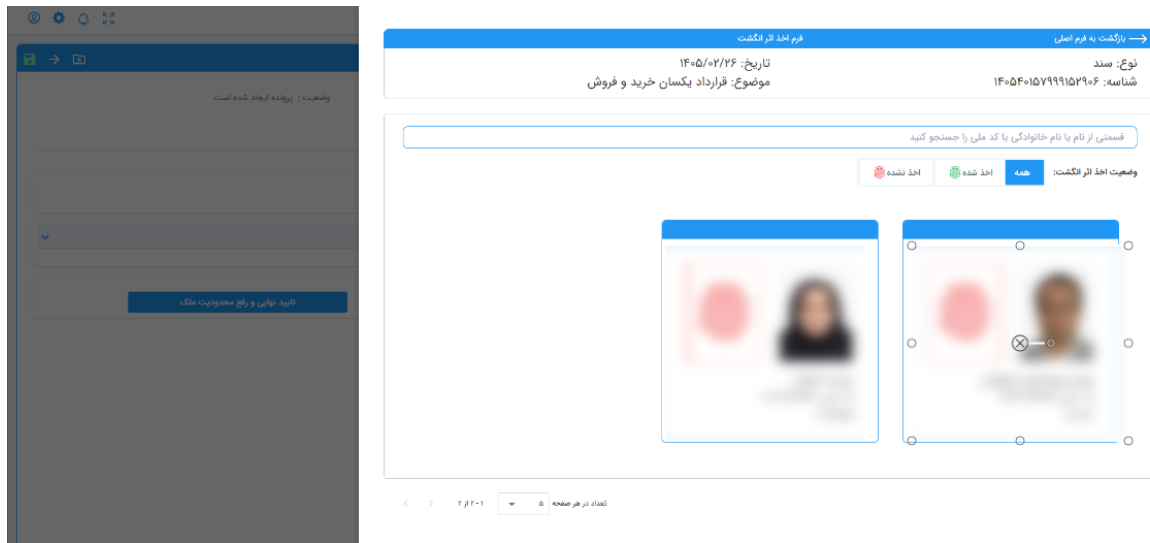 بازگشت به فرم اصلی
فرم اخذ اثر انگشت
نوع: سند
تاریخ: ۱۴۰۵/۰۲/۲۶
شناسه: ۱۴۰۵۴۰۱۵۷۹۹۹۱۵۲۹۰۶
موضوع: قرارداد یکسان خرید و فروش
قسمتی از نام یا نام خانوادگی یا کد ملی را جستجو کنید
وضعیت اخذ اثر انگشت:
همه
اخذ شده
اخذ نشده
تعداد در هر صفحه
۵
۱-۲ از ۲
وضعیت : پرونده ایجاد شده است
تایید نهایی و رفع محدودیت ملک